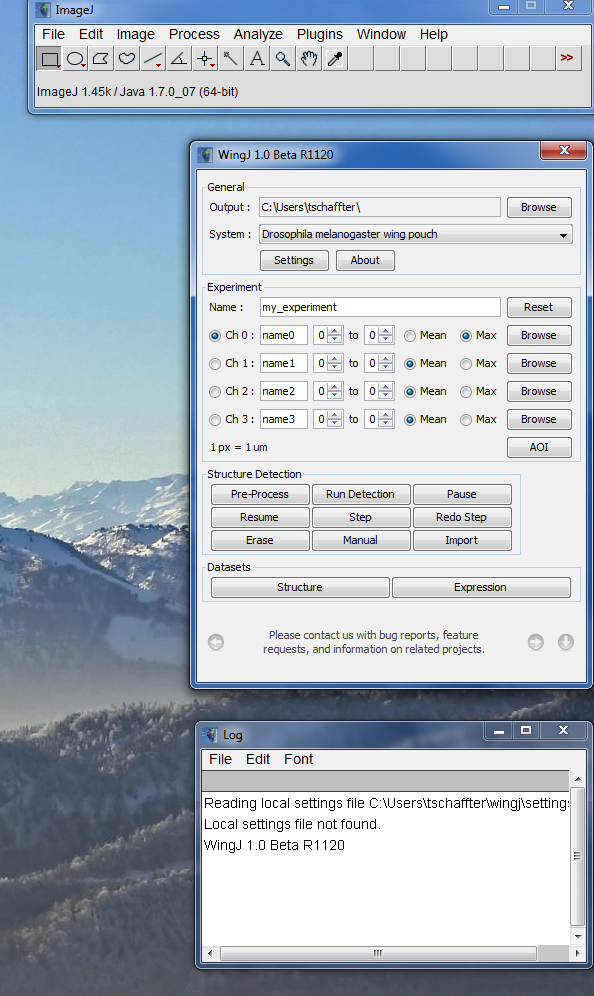 ImageJ
File Edit Image Process Analyze Plugins Window Help
A >>
ImageJ 1.45k / Java 1.7.0_07 (64-bit)
WingJ 1.0 Beta R1120
General
Output : C:\Users\tschaffter\ Browse
System : Drosophila melanogaster wing pouch
Settings About
Experiment
Name : my_experiment Reset
Ch 0 : name0 0 to 0 Mean Max Browse
Ch 1 : name1 0 to 0 Mean Max Browse
Ch 2 : name2 0 to 0 Mean Max Browse
Ch 3 : name3 0 to 0 Mean Max Browse
1 px = 1 um AOI
Structure Detection
Pre-Process Run Detection Pause
Resume Step Redo Step
Erase Manual Import
Datasets
Structure Expression
Please contact us with bug reports, feature
requests, and information on related projects.
Log
File Edit Font
Reading local settings file C:\Users\tschaffter\wingj\settings
Local settings file not found.
WingJ 1.0 Beta R1120